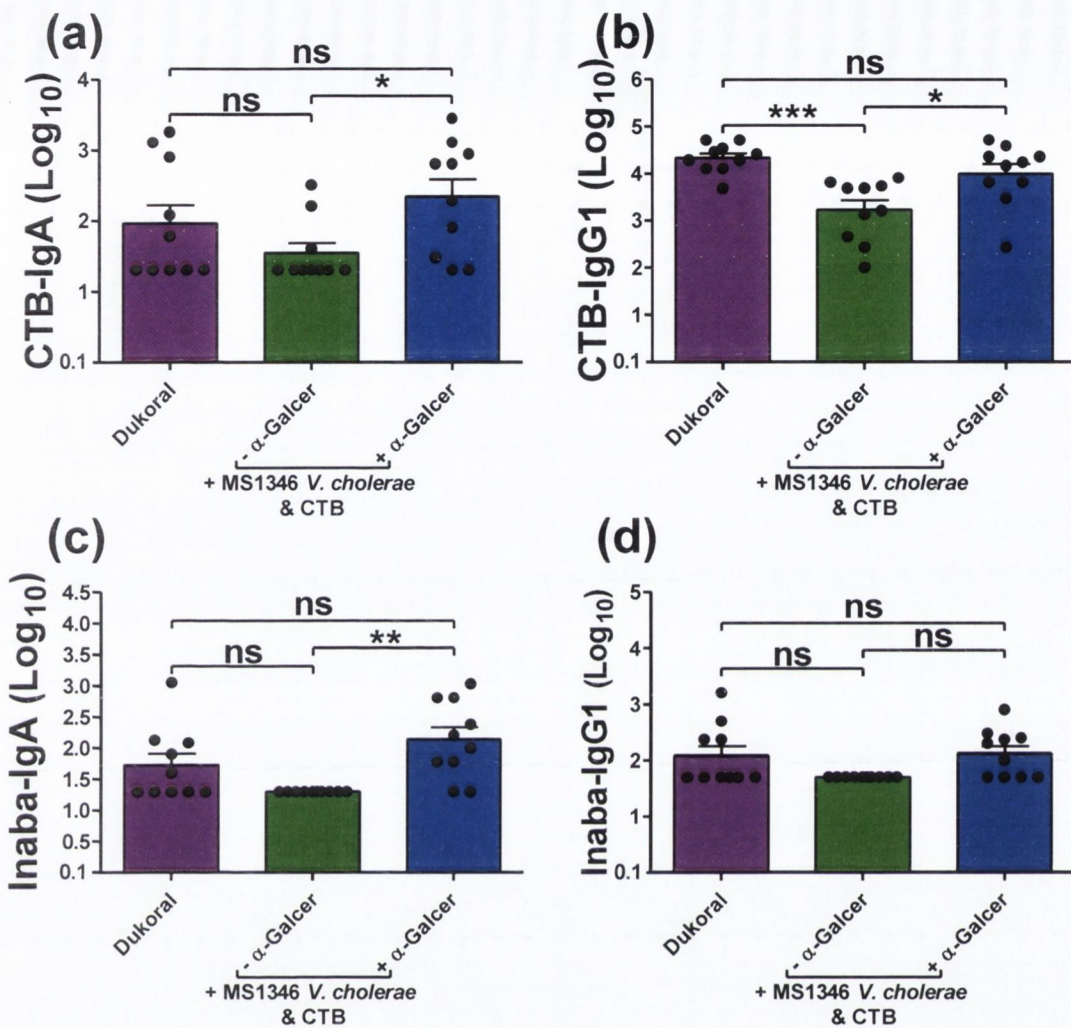 (a)
CTB-IgA (Log10)
4
3
2
1
0.1
ns
ns
*
Dukoral
- α-Galcer
+ α-Galcer
+ MS1346 V. cholerae
& CTB
(b)
CTB-IgG1 (Log10)
6
5
4
3
2
1
0.1
ns
***
*
Dukoral
- α-Galcer
+ α-Galcer
+ MS1346 V. cholerae
& CTB
(c)
Inaba-IgA (Log10)
4.5
4.0
3.5
3.0
2.5
2.0
1.5
1.0
0.5
0.1
ns
ns
**
Dukoral
- α-Galcer
+ α-Galcer
+ MS1346 V. cholerae
& CTB
(d)
Inaba-IgG1 (Log10)
5
4
3
2
1
0.1
ns
ns
ns
Dukoral
- α-Galcer
+ α-Galcer
+ MS1346 V. cholerae
& CTB